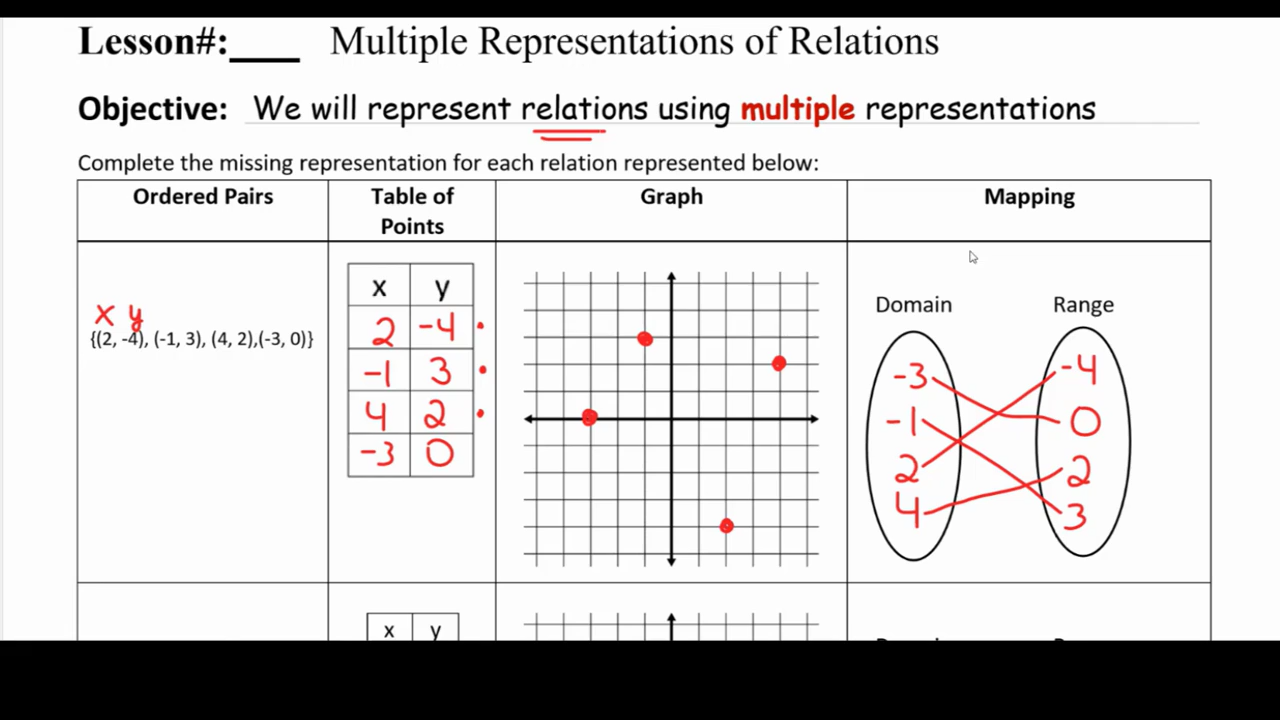 Lesson#:____ Multiple Representations of Relations
Objective: We will represent relations using multiple representations
Complete the missing representation for each relation represented below:
Ordered Pairs
Table of
Points
Graph
Mapping
x y
{(2, -4), (-1, 3), (4, 2),(-3, 0)}
x y
2 -4
-1 3
4 2
-3 0
Domain Range
-3 -4
-1 0
2 2
4 3
x y